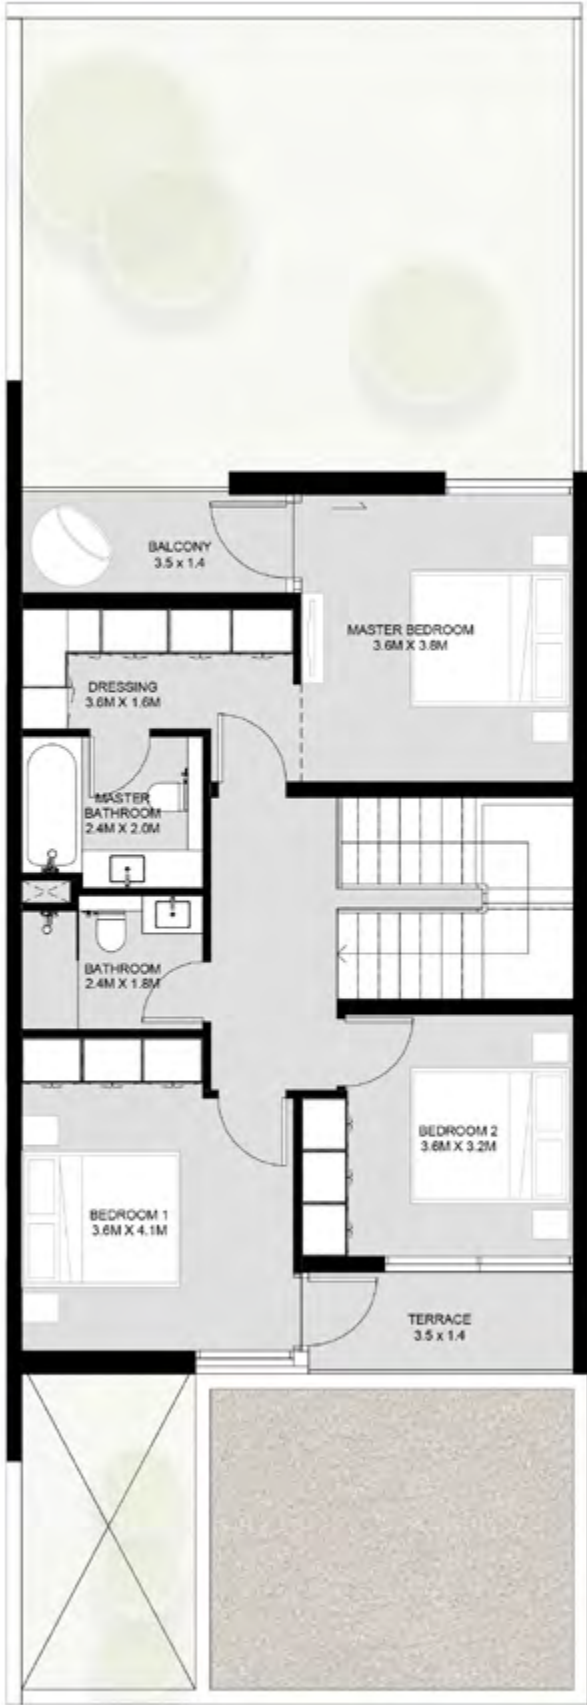 BALCONY
3.5 x 1.4
MASTER BEDROOM
3.6M X 3.8M
DRESSING
3.6M X 1.6M
MASTER
BATHROOM
2.4M X 2.0M
BATHROOM
2.4M X 1.8M
BEDROOM 2
3.6M X 3.2M
BEDROOM 1
3.6M X 4.1M
TERRACE
3.5 x 1.4